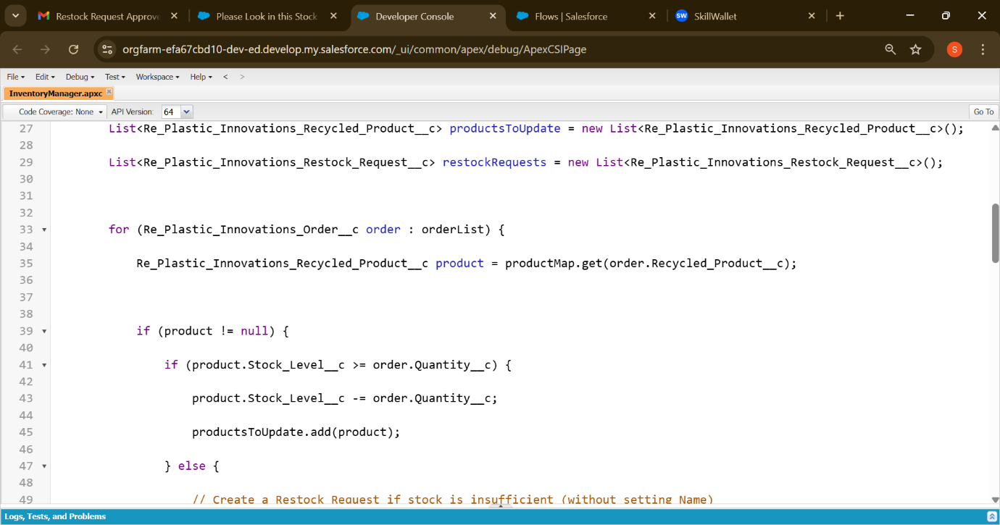 Restock Request Approve
Please Look in this Stock
Developer Console
Flows | Salesforce
SW SkillWallet
orgfarm-efa67cbd10-dev-ed.develop.my.salesforce.com/_ui/common/apex/debug/ApexCSIPage
S
File Edit Debug Test Workspace Help < >
InventoryManager.apxc
Code Coverage: None API Version: 64 Go To
27 List<Re_Plastic_Innovations_Recycled_Product__c> productsToUpdate = new List<Re_Plastic_Innovations_Recycled_Product__c>();
28
29 List<Re_Plastic_Innovations_Restock_Request__c> restockRequests = new List<Re_Plastic_Innovations_Restock_Request__c>();
30
31
32
33 for (Re_Plastic_Innovations_Order__c order : orderList) {
34
35 Re_Plastic_Innovations_Recycled_Product__c product = productMap.get(order.Recycled_Product__c);
36
37
38
39 if (product != null) {
40
41 if (product.Stock_Level__c >= order.Quantity__c) {
42
43 product.Stock_Level__c -= order.Quantity__c;
44
45 productsToUpdate.add(product);
46
47 } else {
48
49 // Create a Restock Request if stock is insufficient (without setting Name)
Logs, Tests, and Problems